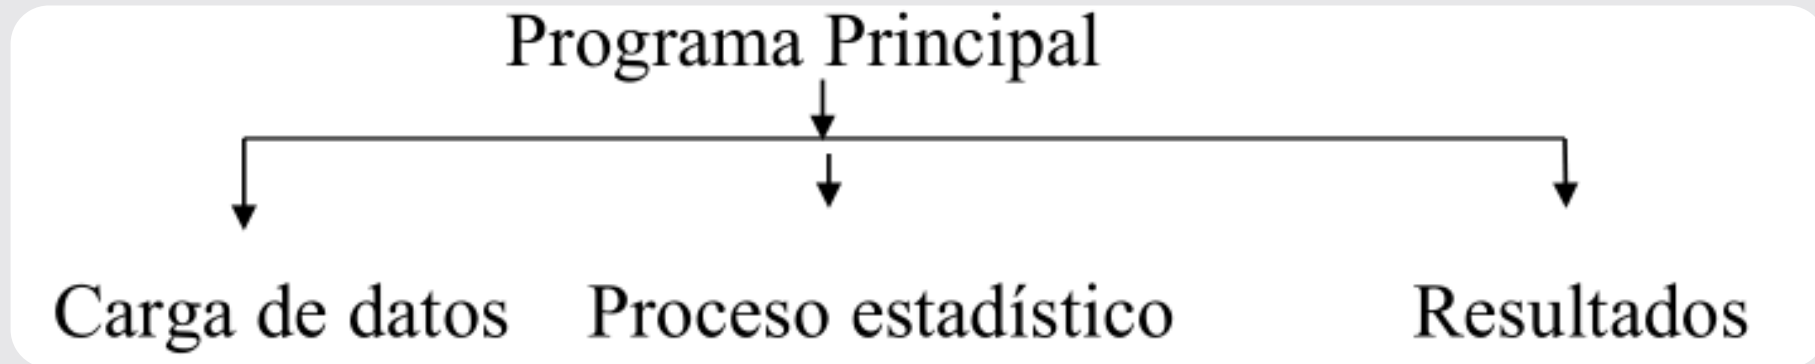 Programa Principal
Carga de datos Proceso estadístico Resultados